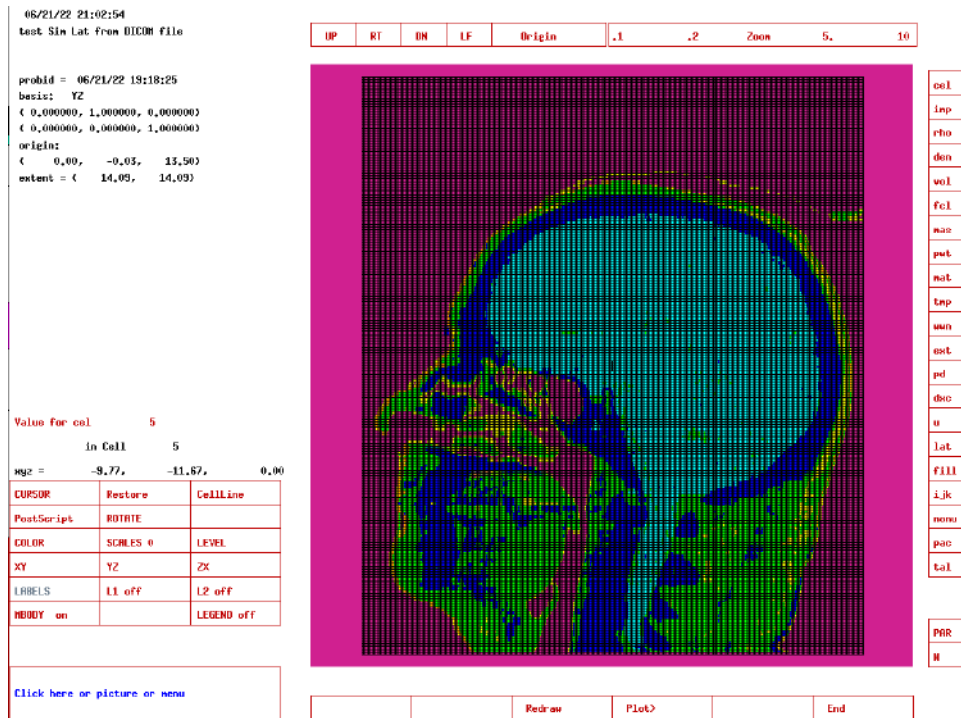 06/21/22 21:02:54
test Sim Lat from DICOM file
probid = 06/21/22 19:18:25
basis: YZ
( 0.000000, 1.000000, 0.000000)
( 0.000000, 0.000000, 1.000000)
origin:
( 0.00, -0.03, 13.50)
extent = ( 14.09, 14.09)
UP RT DN LF Origin .1 .2 Zoom 5. 10
cel
imp
rho
den
vol
fcl
mas
pwt
mat
tmp
wwn
ext
pd
dxc
u
lat
fill
ijk
nonu
pac
tal
PAR
N
Value for cel 5
in Cell 5
xyz = -9.77, -11.67, 0.00
CURSOR Restore CellLine
PostScript ROTATE
COLOR SCALES 0 LEVEL
XY YZ ZX
LABELS L1 off L2 off
MBODY on LEGEND off
Click here or picture or menu
Redraw Plot> End